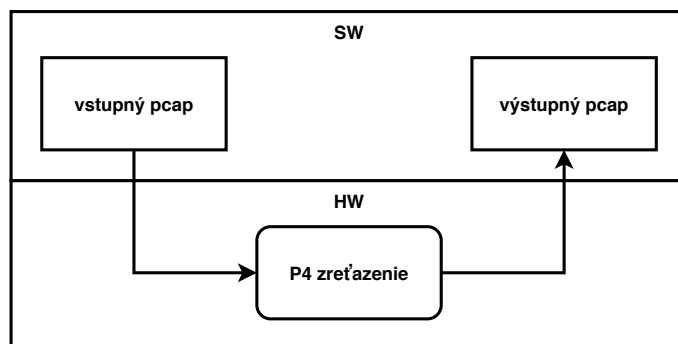 SW
vstupný pcap
výstupný pcap
HW
P4 zreťazenie